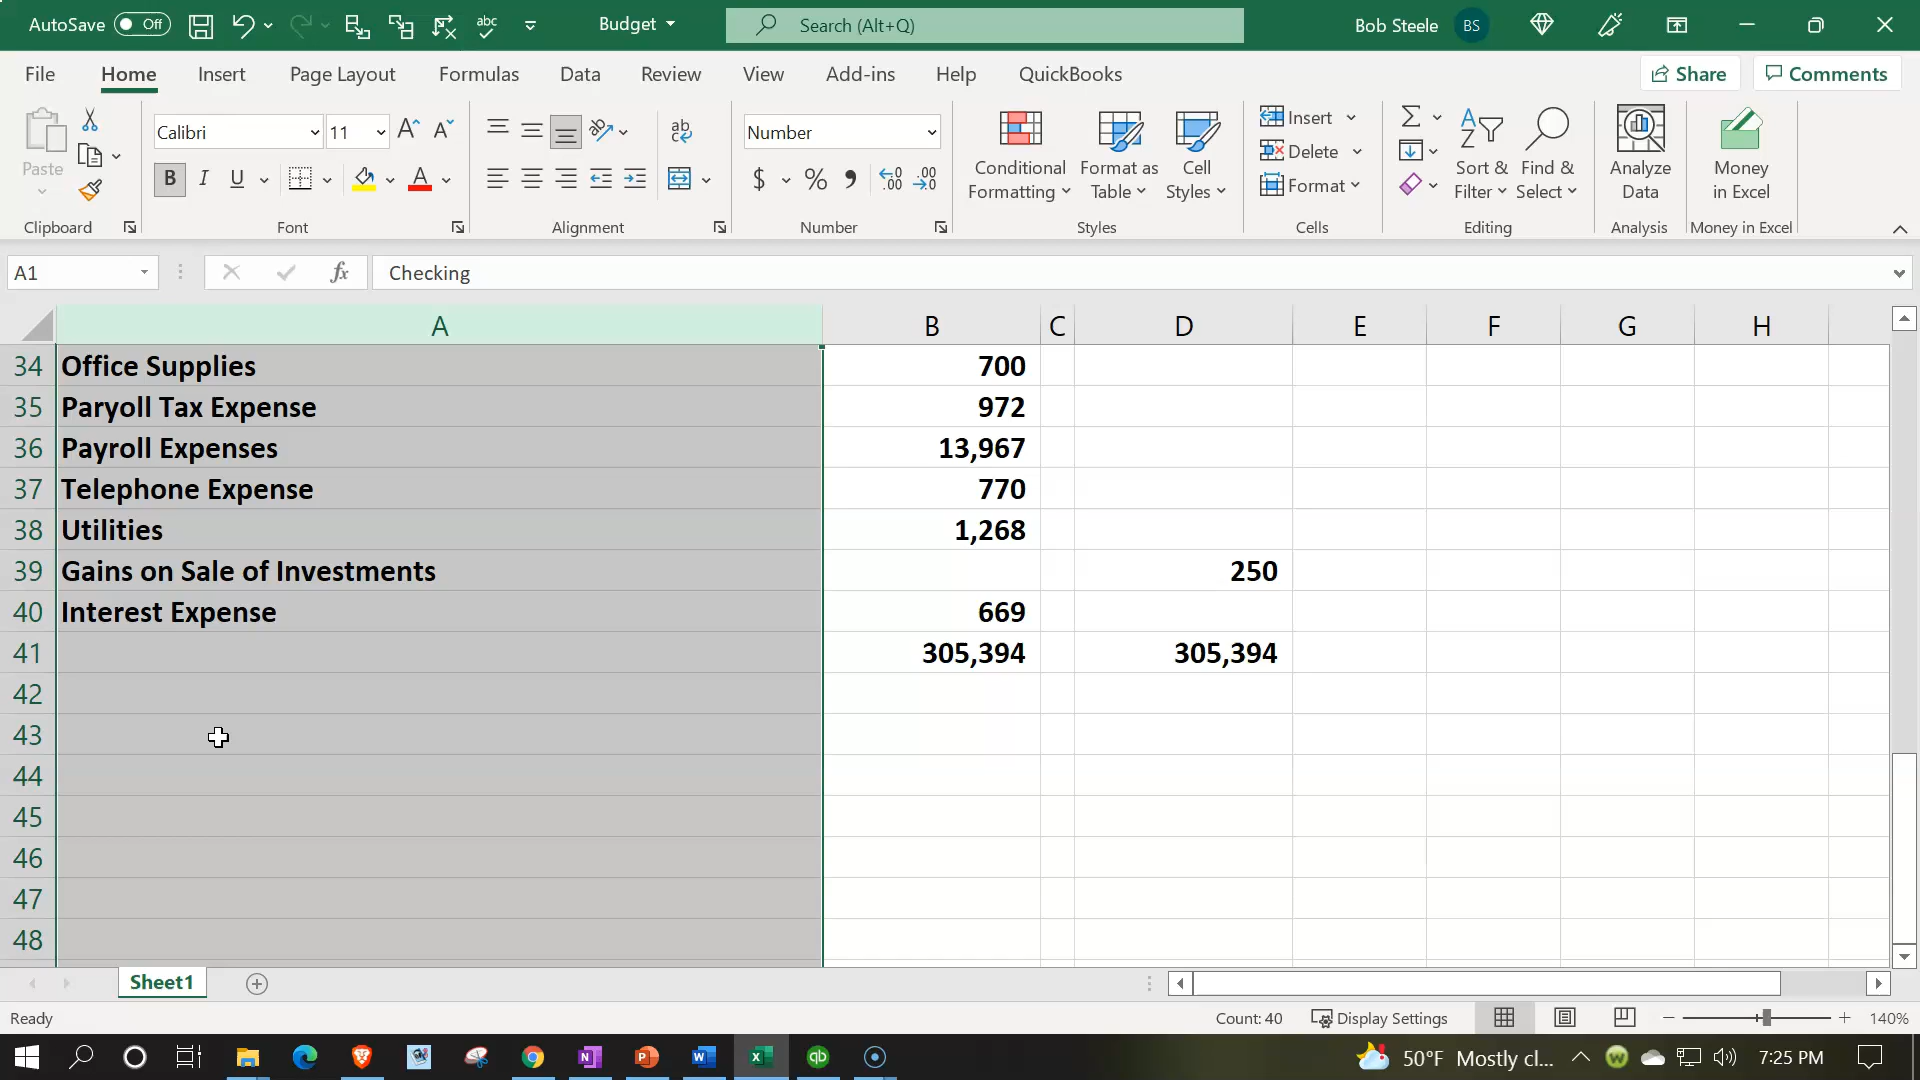 AutoSave Off Budget Search (Alt+Q) Bob Steele BS
File Home Insert Page Layout Formulas Data Review View Add-ins Help QuickBooks Share Comments
Paste
Clipboard
Calibri 11
B I U
Font
ab
Alignment
Number
$ % 9 .00 .00
Number
Conditional Formatting
Format as Table
Cell Styles
Styles
Insert
Delete
Format
Cells
Sort & Filter
Find & Select
Editing
Analyze Data
Analysis
Money in Excel
Money in Excel
A1 fx Checking
A B C D E F G H
34 Office Supplies 700
35 Paryoll Tax Expense 972
36 Payroll Expenses 13,967
37 Telephone Expense 770
38 Utilities 1,268
39 Gains on Sale of Investments 250
40 Interest Expense 669
41 305,394 305,394
42
43
44
45
46
47
48
Sheet1
Ready Count: 40 Display Settings 140%
50°F Mostly cl... 7:25 PM